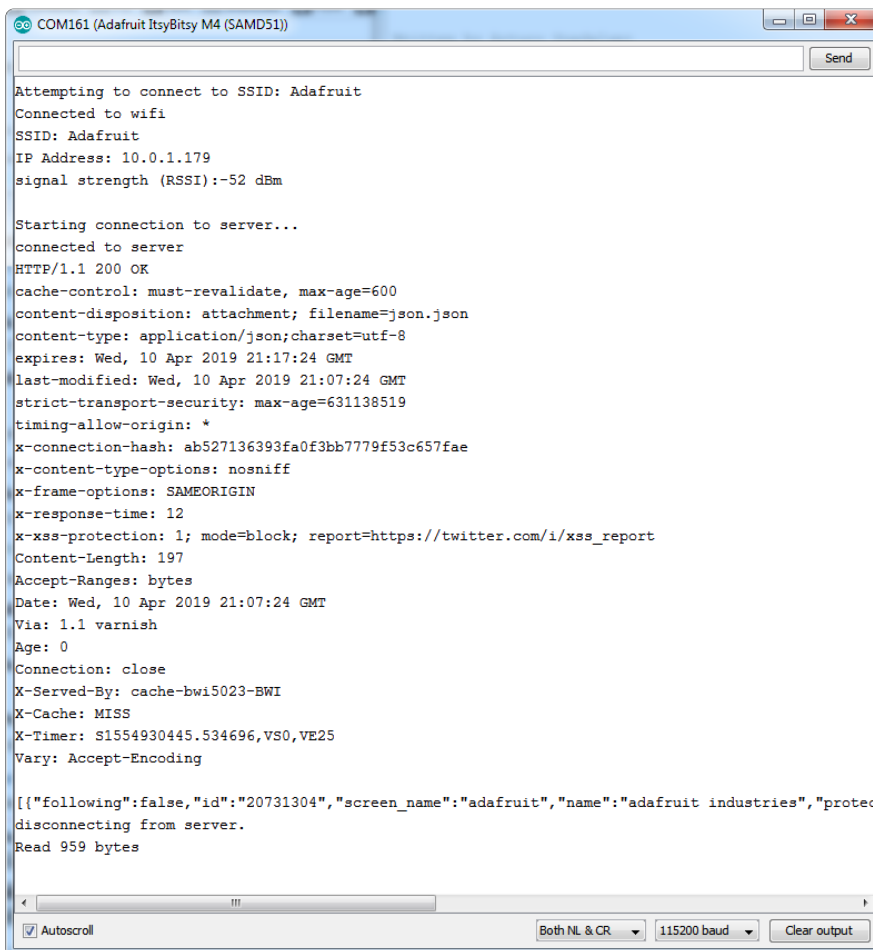 COM161 (Adafruit ItsyBitsy M4 (SAMD51))
Send
Attempting to connect to SSID: Adafruit
Connected to wifi
SSID: Adafruit
IP Address: 10.0.1.179
signal strength (RSSI):-52 dBm
Starting connection to server...
connected to server
HTTP/1.1 200 OK
cache-control: must-revalidate, max-age=600
content-disposition: attachment; filename=json.json
content-type: application/json;charset=utf-8
expires: Wed, 10 Apr 2019 21:17:24 GMT
last-modified: Wed, 10 Apr 2019 21:07:24 GMT
strict-transport-security: max-age=631138519
timing-allow-origin: *
x-connection-hash: ab527136393fa0f3bb7779f53c657fae
x-content-type-options: nosniff
x-frame-options: SAMEORIGIN
x-response-time: 12
x-xss-protection: 1; mode=block; report=https://twitter.com/i/xss_report
Content-Length: 197
Accept-Ranges: bytes
Date: Wed, 10 Apr 2019 21:07:24 GMT
Via: 1.1 varnish
Age: 0
Connection: close
X-Served-By: cache-bwi5023-BWI
X-Cache: MISS
X-Timer: S1554930445.534696,VS0,VE25
Vary: Accept-Encoding
[{"following":false,"id":"20731304","screen_name":"adafruit","name":"adafruit industries","protec
disconnecting from server.
Read 959 bytes
Autoscroll Both NL & CR 115200 baud Clear output